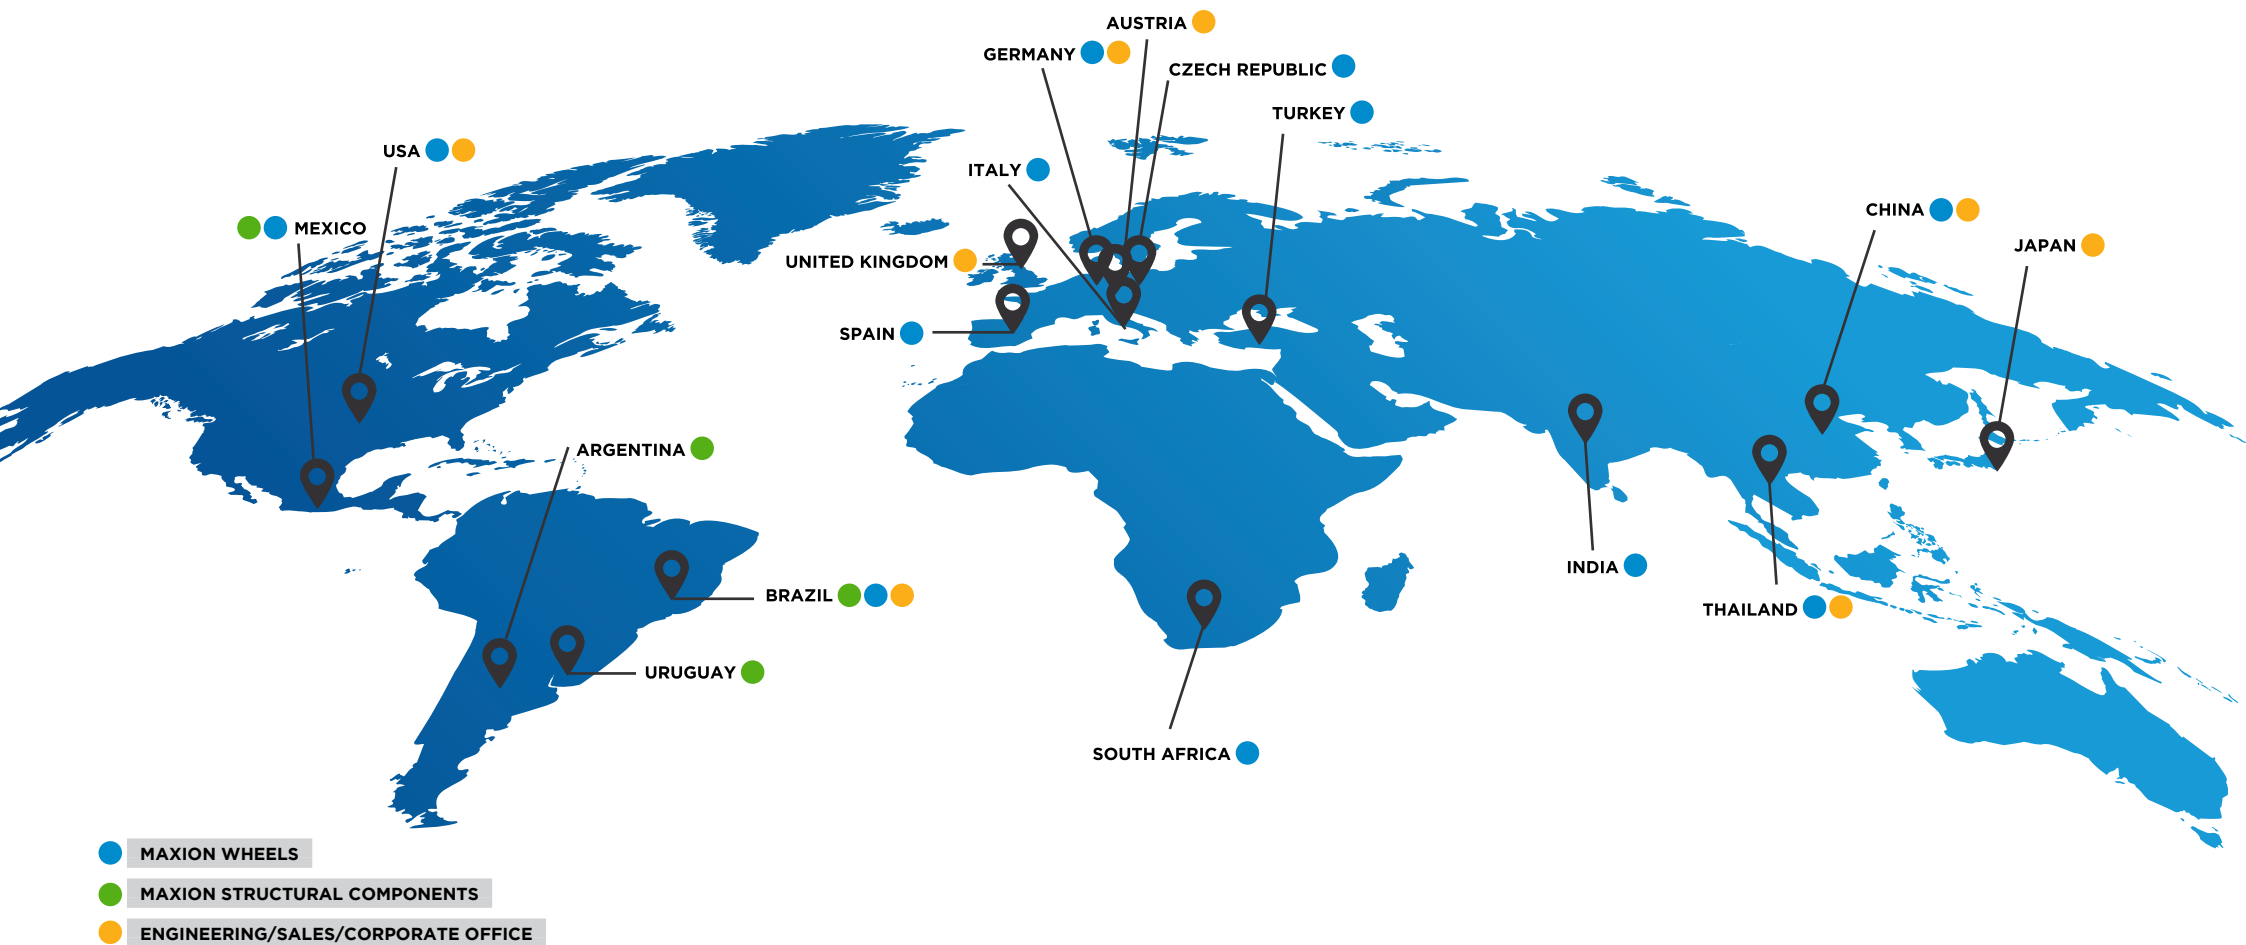 AUSTRIA
GERMANY
CZECH REPUBLIC
TURKEY
USA
ITALY
CHINA
MEXICO
JAPAN
UNITED KINGDOM
SPAIN
ARGENTINA
INDIA
BRAZIL
THAILAND
URUGUAY
SOUTH AFRICA
MAXION WHEELS
MAXION STRUCTURAL COMPONENTS
ENGINEERING/SALES/CORPORATE OFFICE